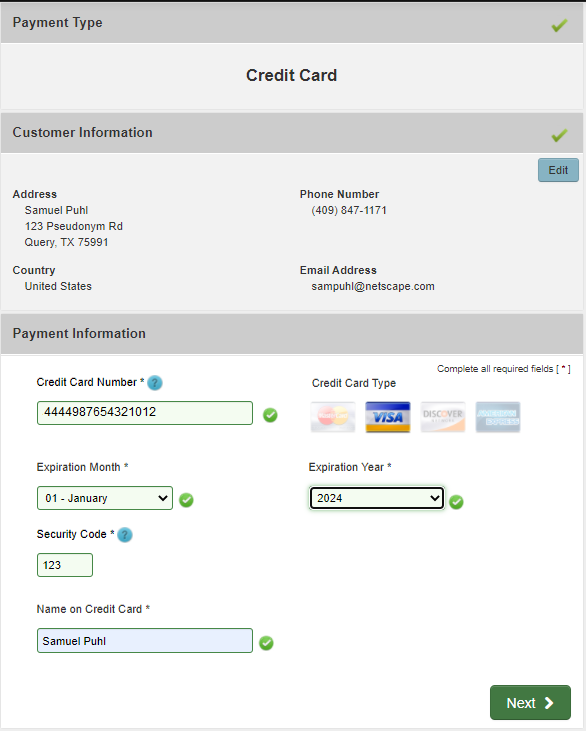 Payment Type
Credit Card
Customer Information
Edit
Address
Samuel Puhl
123 Pseudonym Rd
Query, TX 75991
Phone Number
(409) 847-1171
Country
United States
Email Address
sampuhl@netscape.com
Payment Information
Complete all required fields [ * ]
Credit Card Number * ?
Credit Card Type
4444987654321012
MasterCard VISA DISCOVER AMERICAN EXPRESS
Expiration Month *
Expiration Year *
01 - January
2024
Security Code * ?
123
Name on Credit Card *
Samuel Puhl
Next